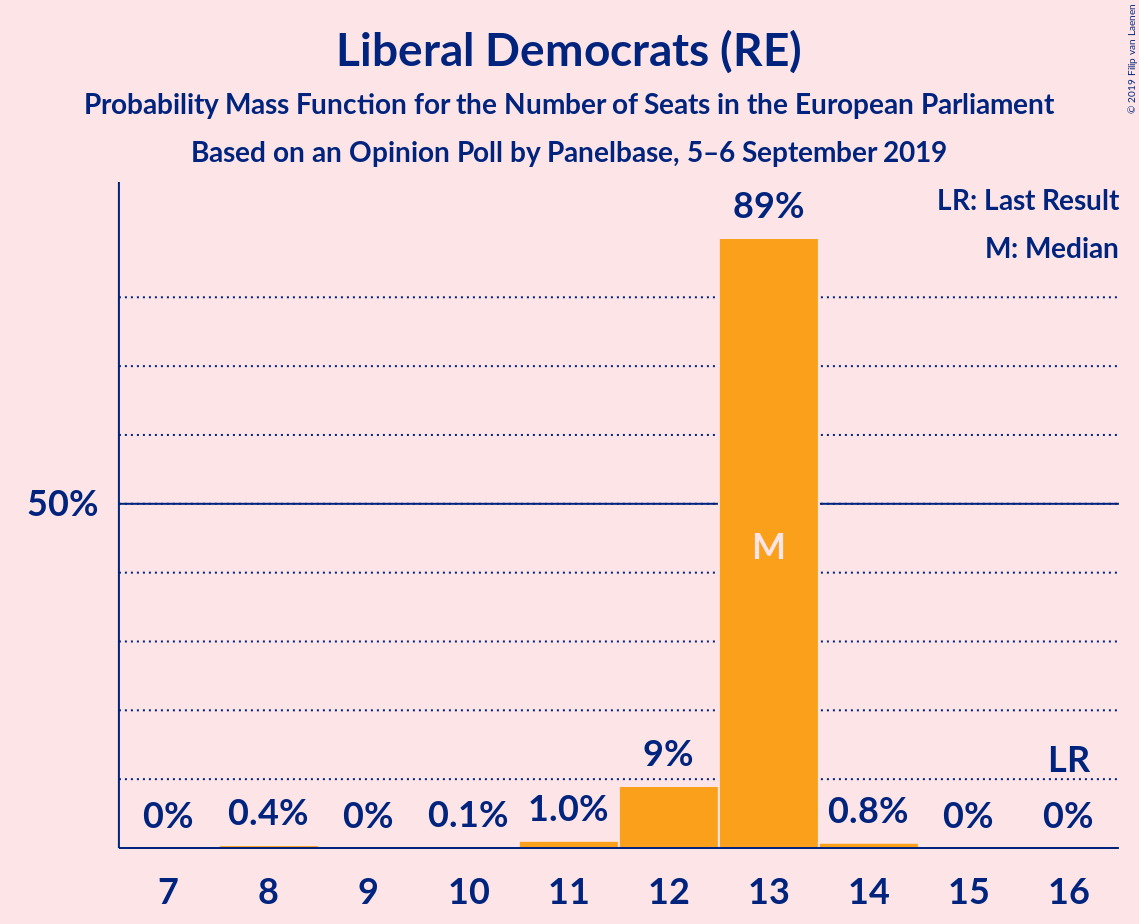 Liberal Democrats (RE)
Probability Mass Function for the Number of Seats in the European Parliament
Based on an Opinion Poll by Panelbase, 5–6 September 2019
© 2019 Filip van Laenen
LR: Last Result
M: Median
89%
50%
M
9%
LR
0%
0.4%
0%
0.1%
1.0%
0.8%
0%
0%
7 8 9 10 11 12 13 14 15 16